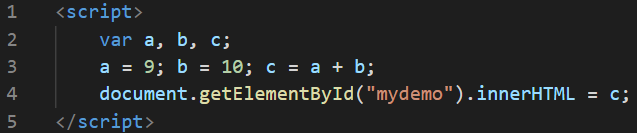 1 <script>
2 var a, b, c;
3 a = 9; b = 10; c = a + b;
4 document.getElementById("mydemo").innerHTML = c;
5 </script>